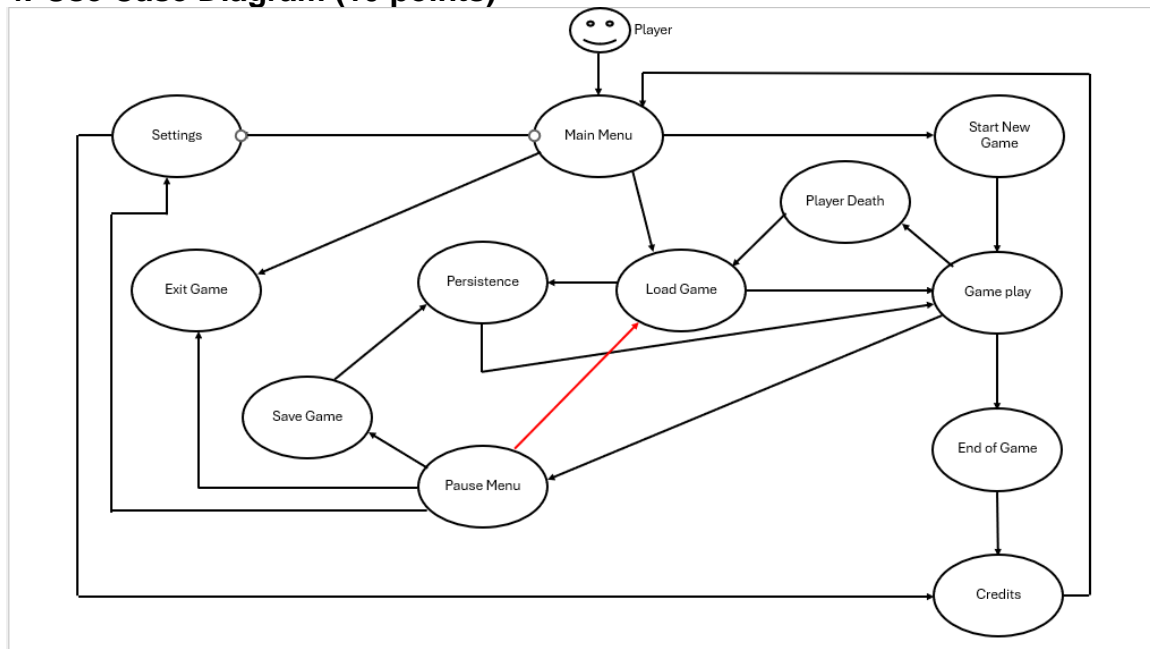 Player
Settings
Main Menu
Start New
Game
Player Death
Exit Game
Persistence
Load Game
Game play
Save Game
End of Game
Pause Menu
Credits